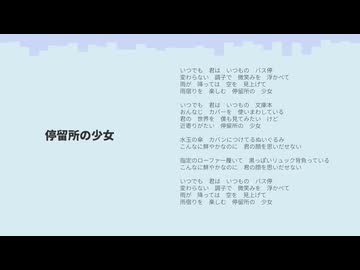 停留所の少女
いつでも　君は　いつもの　バス停
変わらない　調子で　微笑みを　浮かべて
雨が　降っては　空を　見上げて
雨宿りを　楽しむ　停留所の　少女
いつでも　君は　いつもの　文庫本
おんなじ　カバーを　使いまわしている
君の　世界を　僕も見てみたい　けど
近寄りがたい　停留所の　少女
水玉の傘　カバンにつけてるぬいぐるみ
こんなに鮮やかなのに　君の顔を思いだせない
指定のローファー履いて　黒っぽいリュック背負っている
こんなに鮮やかなのに　君の顔を思いだせない
いつでも　君は　いつもの　バス停
変わらない　調子で　微笑みを　浮かべて
雨が　降っては　空を　見上げて
雨宿りを　楽しむ　停留所の　少女